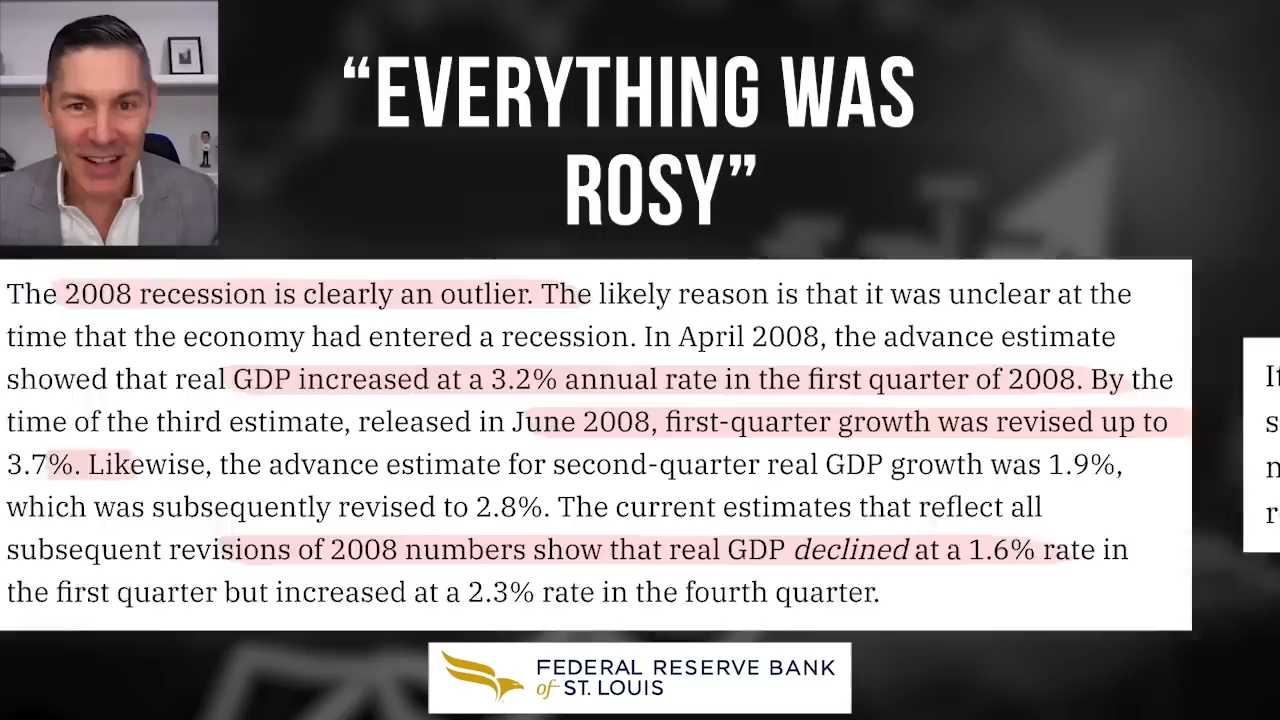 “EVERYTHING WAS
ROSY”
The 2008 recession is clearly an outlier. The likely reason is that it was unclear at the
time that the economy had entered a recession. In April 2008, the advance estimate
showed that real GDP increased at a 3.2% annual rate in the first quarter of 2008. By the
time of the third estimate, released in June 2008, first-quarter growth was revised up to
3.7%. Likewise, the advance estimate for second-quarter real GDP growth was 1.9%,
which was subsequently revised to 2.8%. The current estimates that reflect all
subsequent revisions of 2008 numbers show that real GDP declined at a 1.6% rate in
the first quarter but increased at a 2.3% rate in the fourth quarter.
FEDERAL RESERVE BANK
of ST. LOUIS